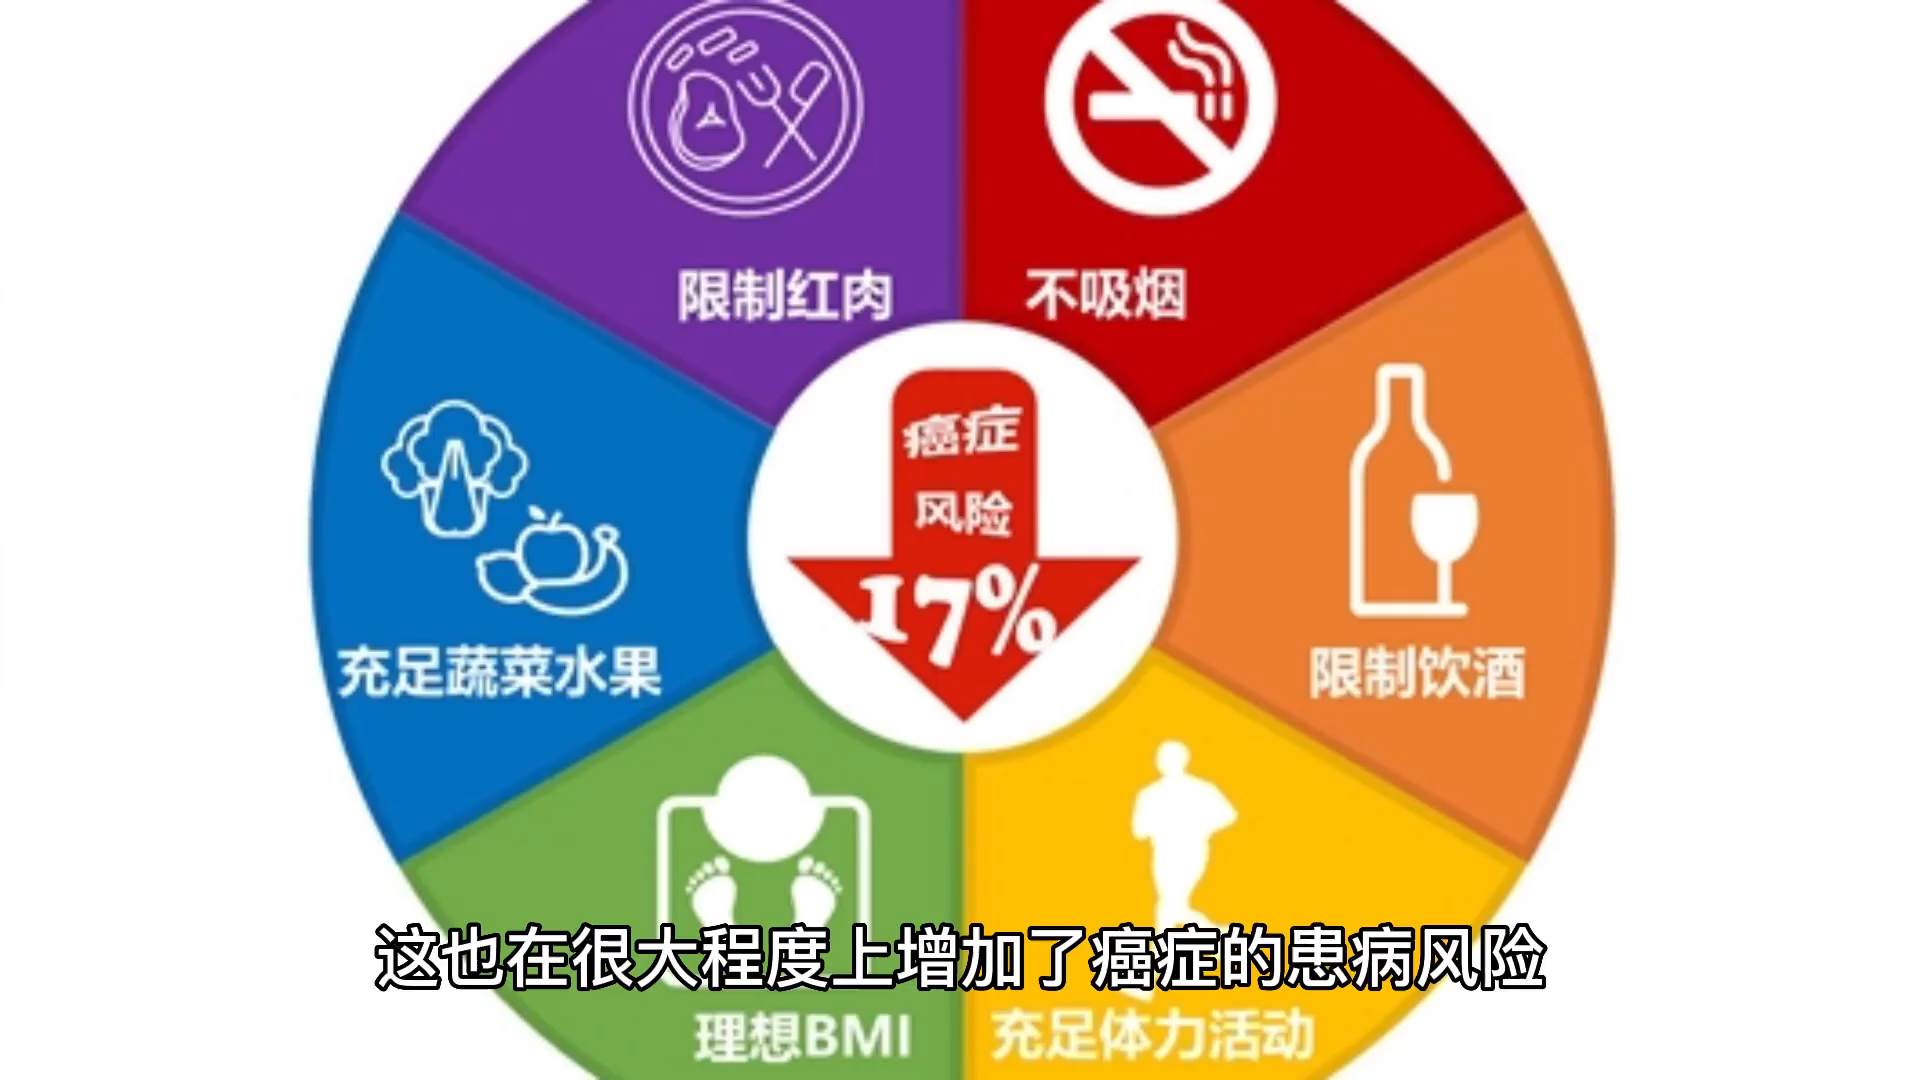 限制红肉
不吸烟
癌症
风险
17%
充足蔬菜水果
限制饮酒
这也在很大程度上增加了癌症的患病风险
理想BMI
充足体力活动